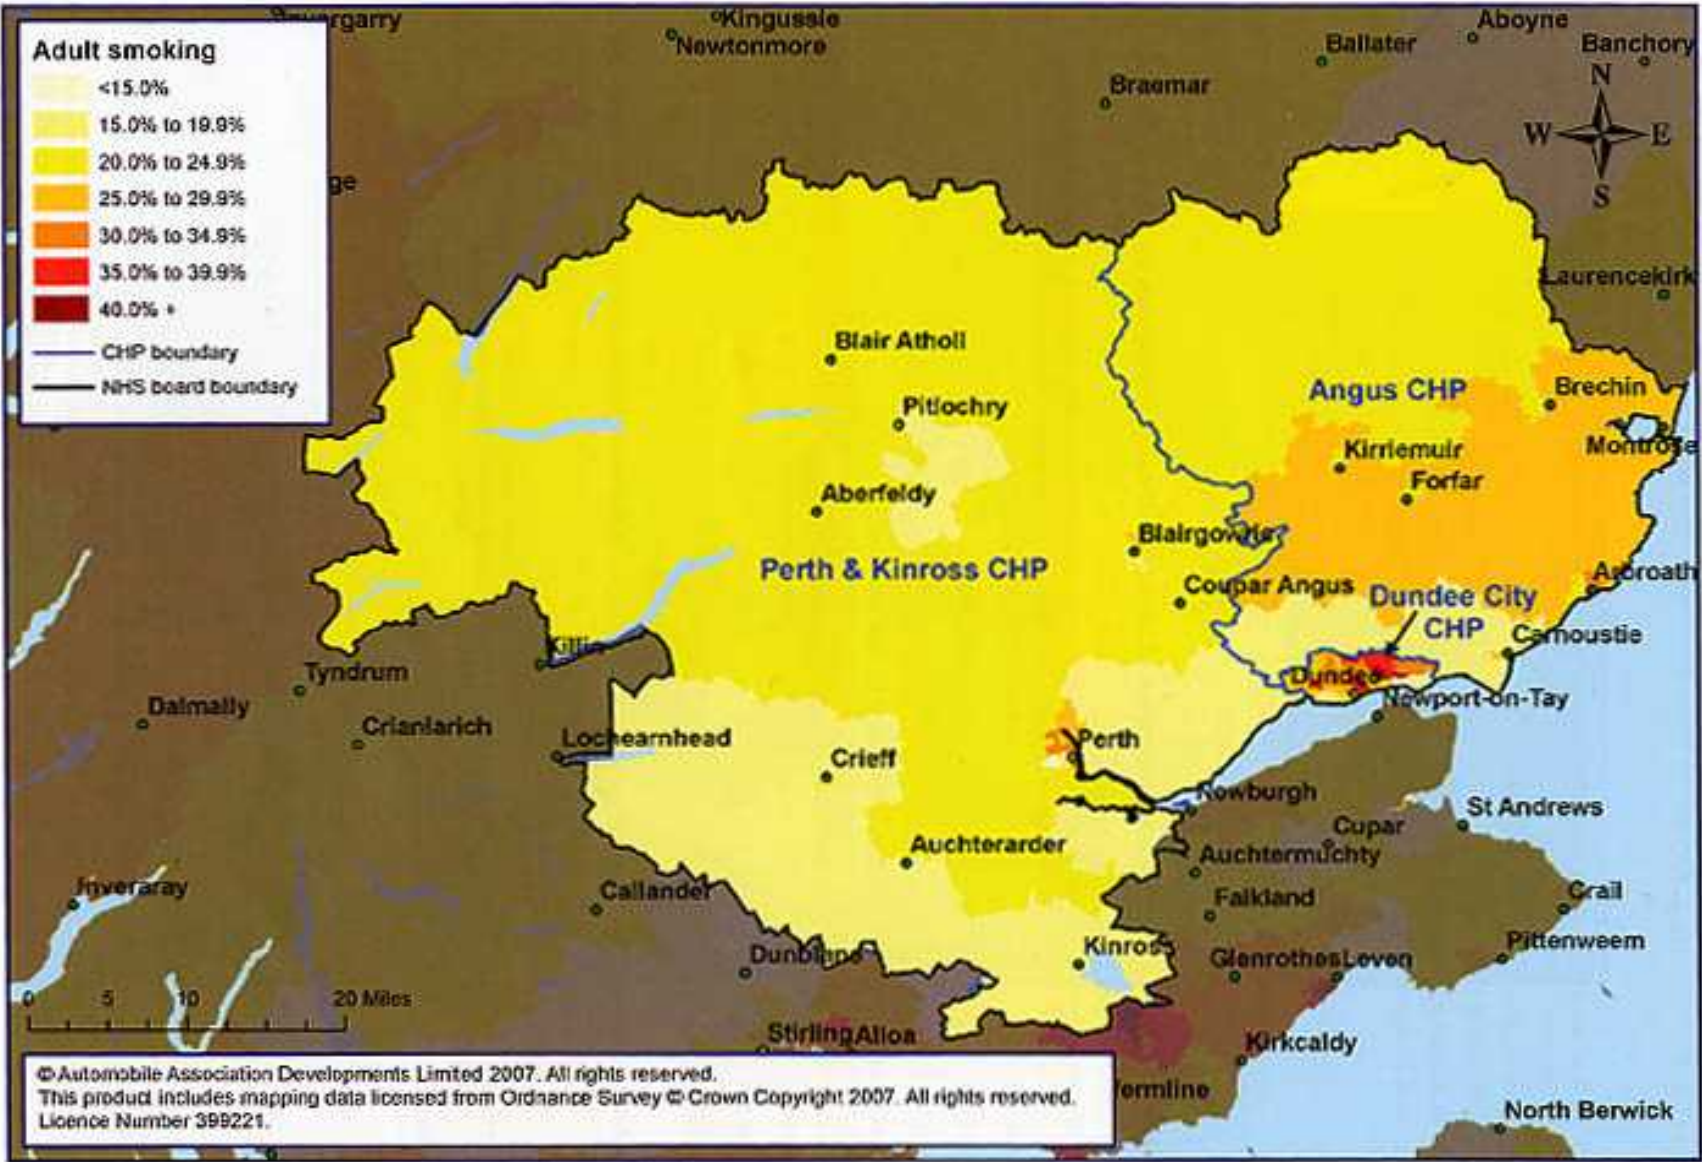 Kingussie
Newtonmore
Aboyne
Ballater
Banchory
Braemar
N
W
E
S
Adult smoking
<15.0%
15.0% to 19.9%
20.0% to 24.9%
25.0% to 29.9%
30.0% to 34.9%
35.0% to 39.9%
40.0% +
CHP boundary
NHS board boundary
Laurencekirk
Blair Atholl
Pitlochry
Aberfeldy
Angus CHP
Brechin
Montrose
Kirriemuir
Forfar
Blairgowrie
Perth & Kinross CHP
Coupar Angus
Arbroath
Dundee City
CHP
Carnoustie
Dundee
Newport-on-Tay
Killin
Tyndrum
Dalmally
Crianlarich
Lochearnhead
Crieff
Perth
Newburgh
St Andrews
Cupar
Auchterarder
Auchtermuchty
Inveraray
Callander
Falkland
Crail
Dunblane
Kinross
Glenrothes
Leven
Pittenweem
0 5 10 20 Miles
Stirling
Alloa
Kirkcaldy
fermline
North Berwick
© Automobile Association Developments Limited 2007. All rights reserved.
This product includes mapping data licensed from Ordnance Survey © Crown Copyright 2007. All rights reserved.
Licence Number 399221.